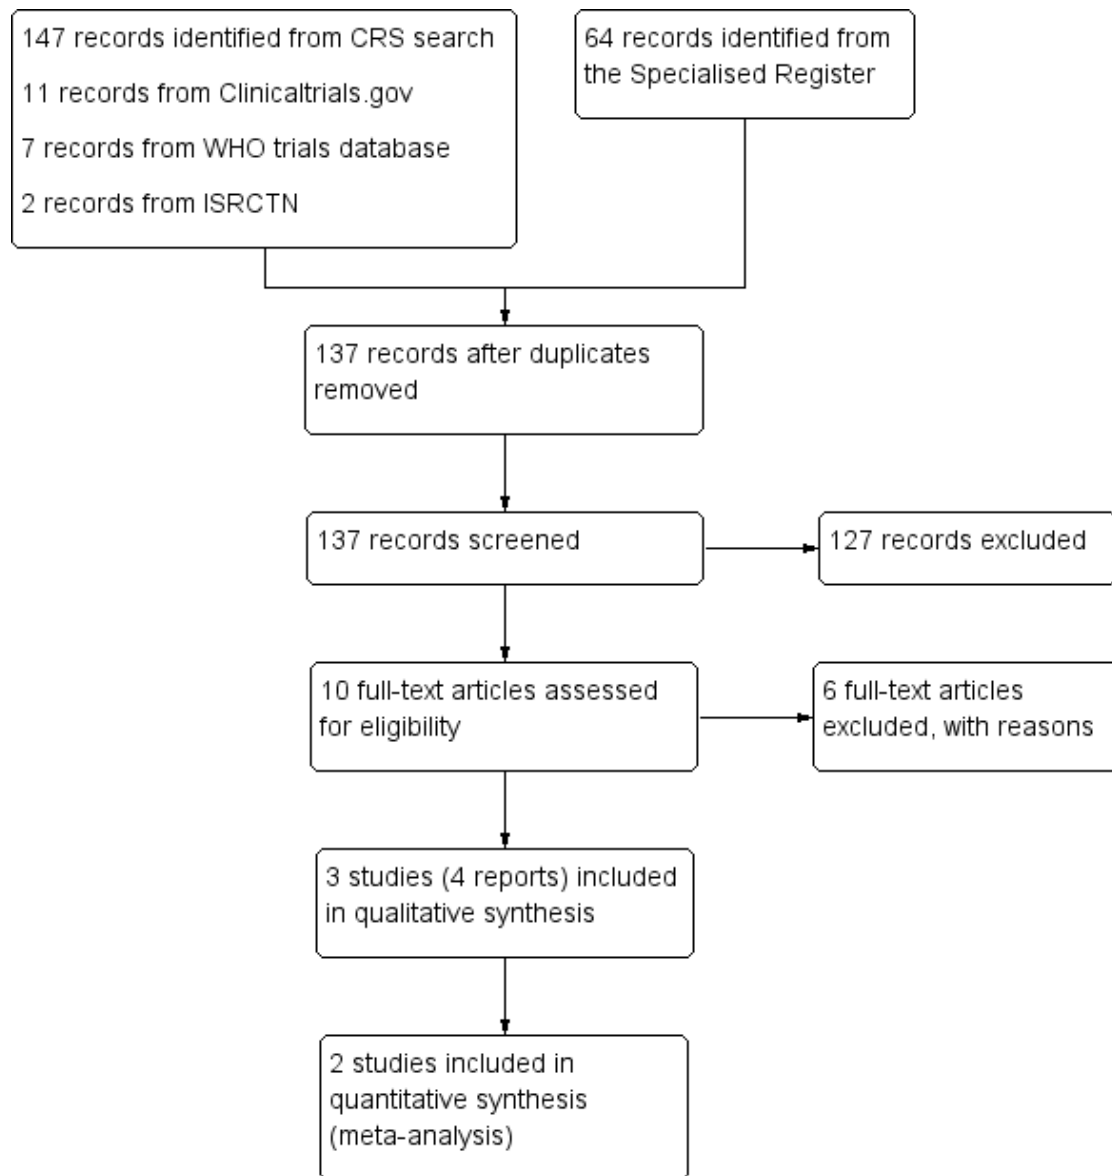 147 records identified from CRS search
11 records from Clinicaltrials.gov
7 records from WHO trials database
2 records from ISRCTN
64 records identified from
the Specialised Register
137 records after duplicates
removed
137 records screened
127 records excluded
10 full-text articles assessed
for eligibility
6 full-text articles
excluded, with reasons
3 studies (4 reports) included
in qualitative synthesis
2 studies included in
quantitative synthesis
(meta-analysis)